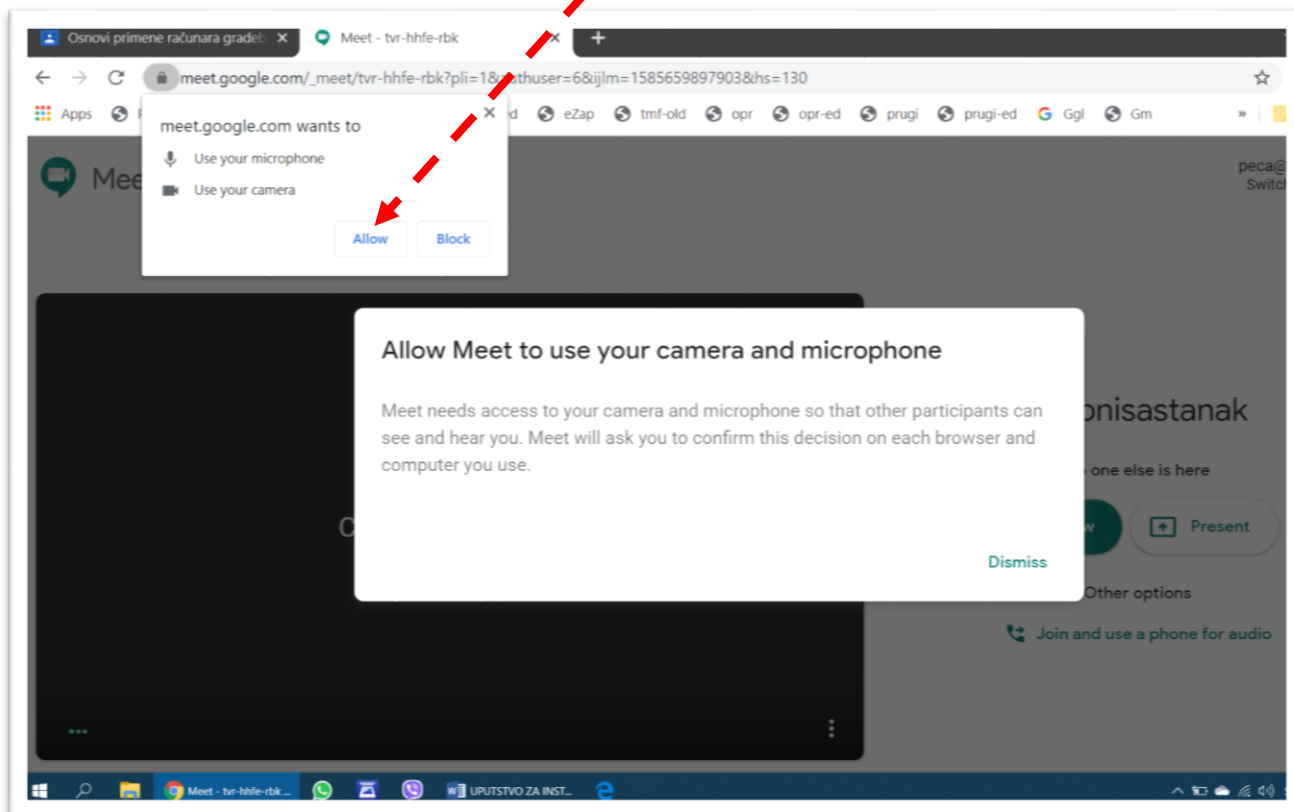 Osnovi primene računara građeb
Meet - tvr-hhfe-rbk
meet.google.com/_meet/tvr-hhfe-rbk?pli=1&authuser=6&ijlm=1585659897903&hs=130
Apps
eZap
tmf-old
opr
opr-ed
prugi
prugi-ed
Ggl
Gm
»
meet.google.com wants to
Use your microphone
Use your camera
Allow
Block
Mee
peca@
Switch
Allow Meet to use your camera and microphone
Meet needs access to your camera and microphone so that other participants can
see and hear you. Meet will ask you to confirm this decision on each browser and
computer you use.
Dismiss
onisastanak
one else is here
Present
Other options
Join and use a phone for audio
Meet - tvr-hhfe-rbk ...
UPUTSTVO ZA INST...